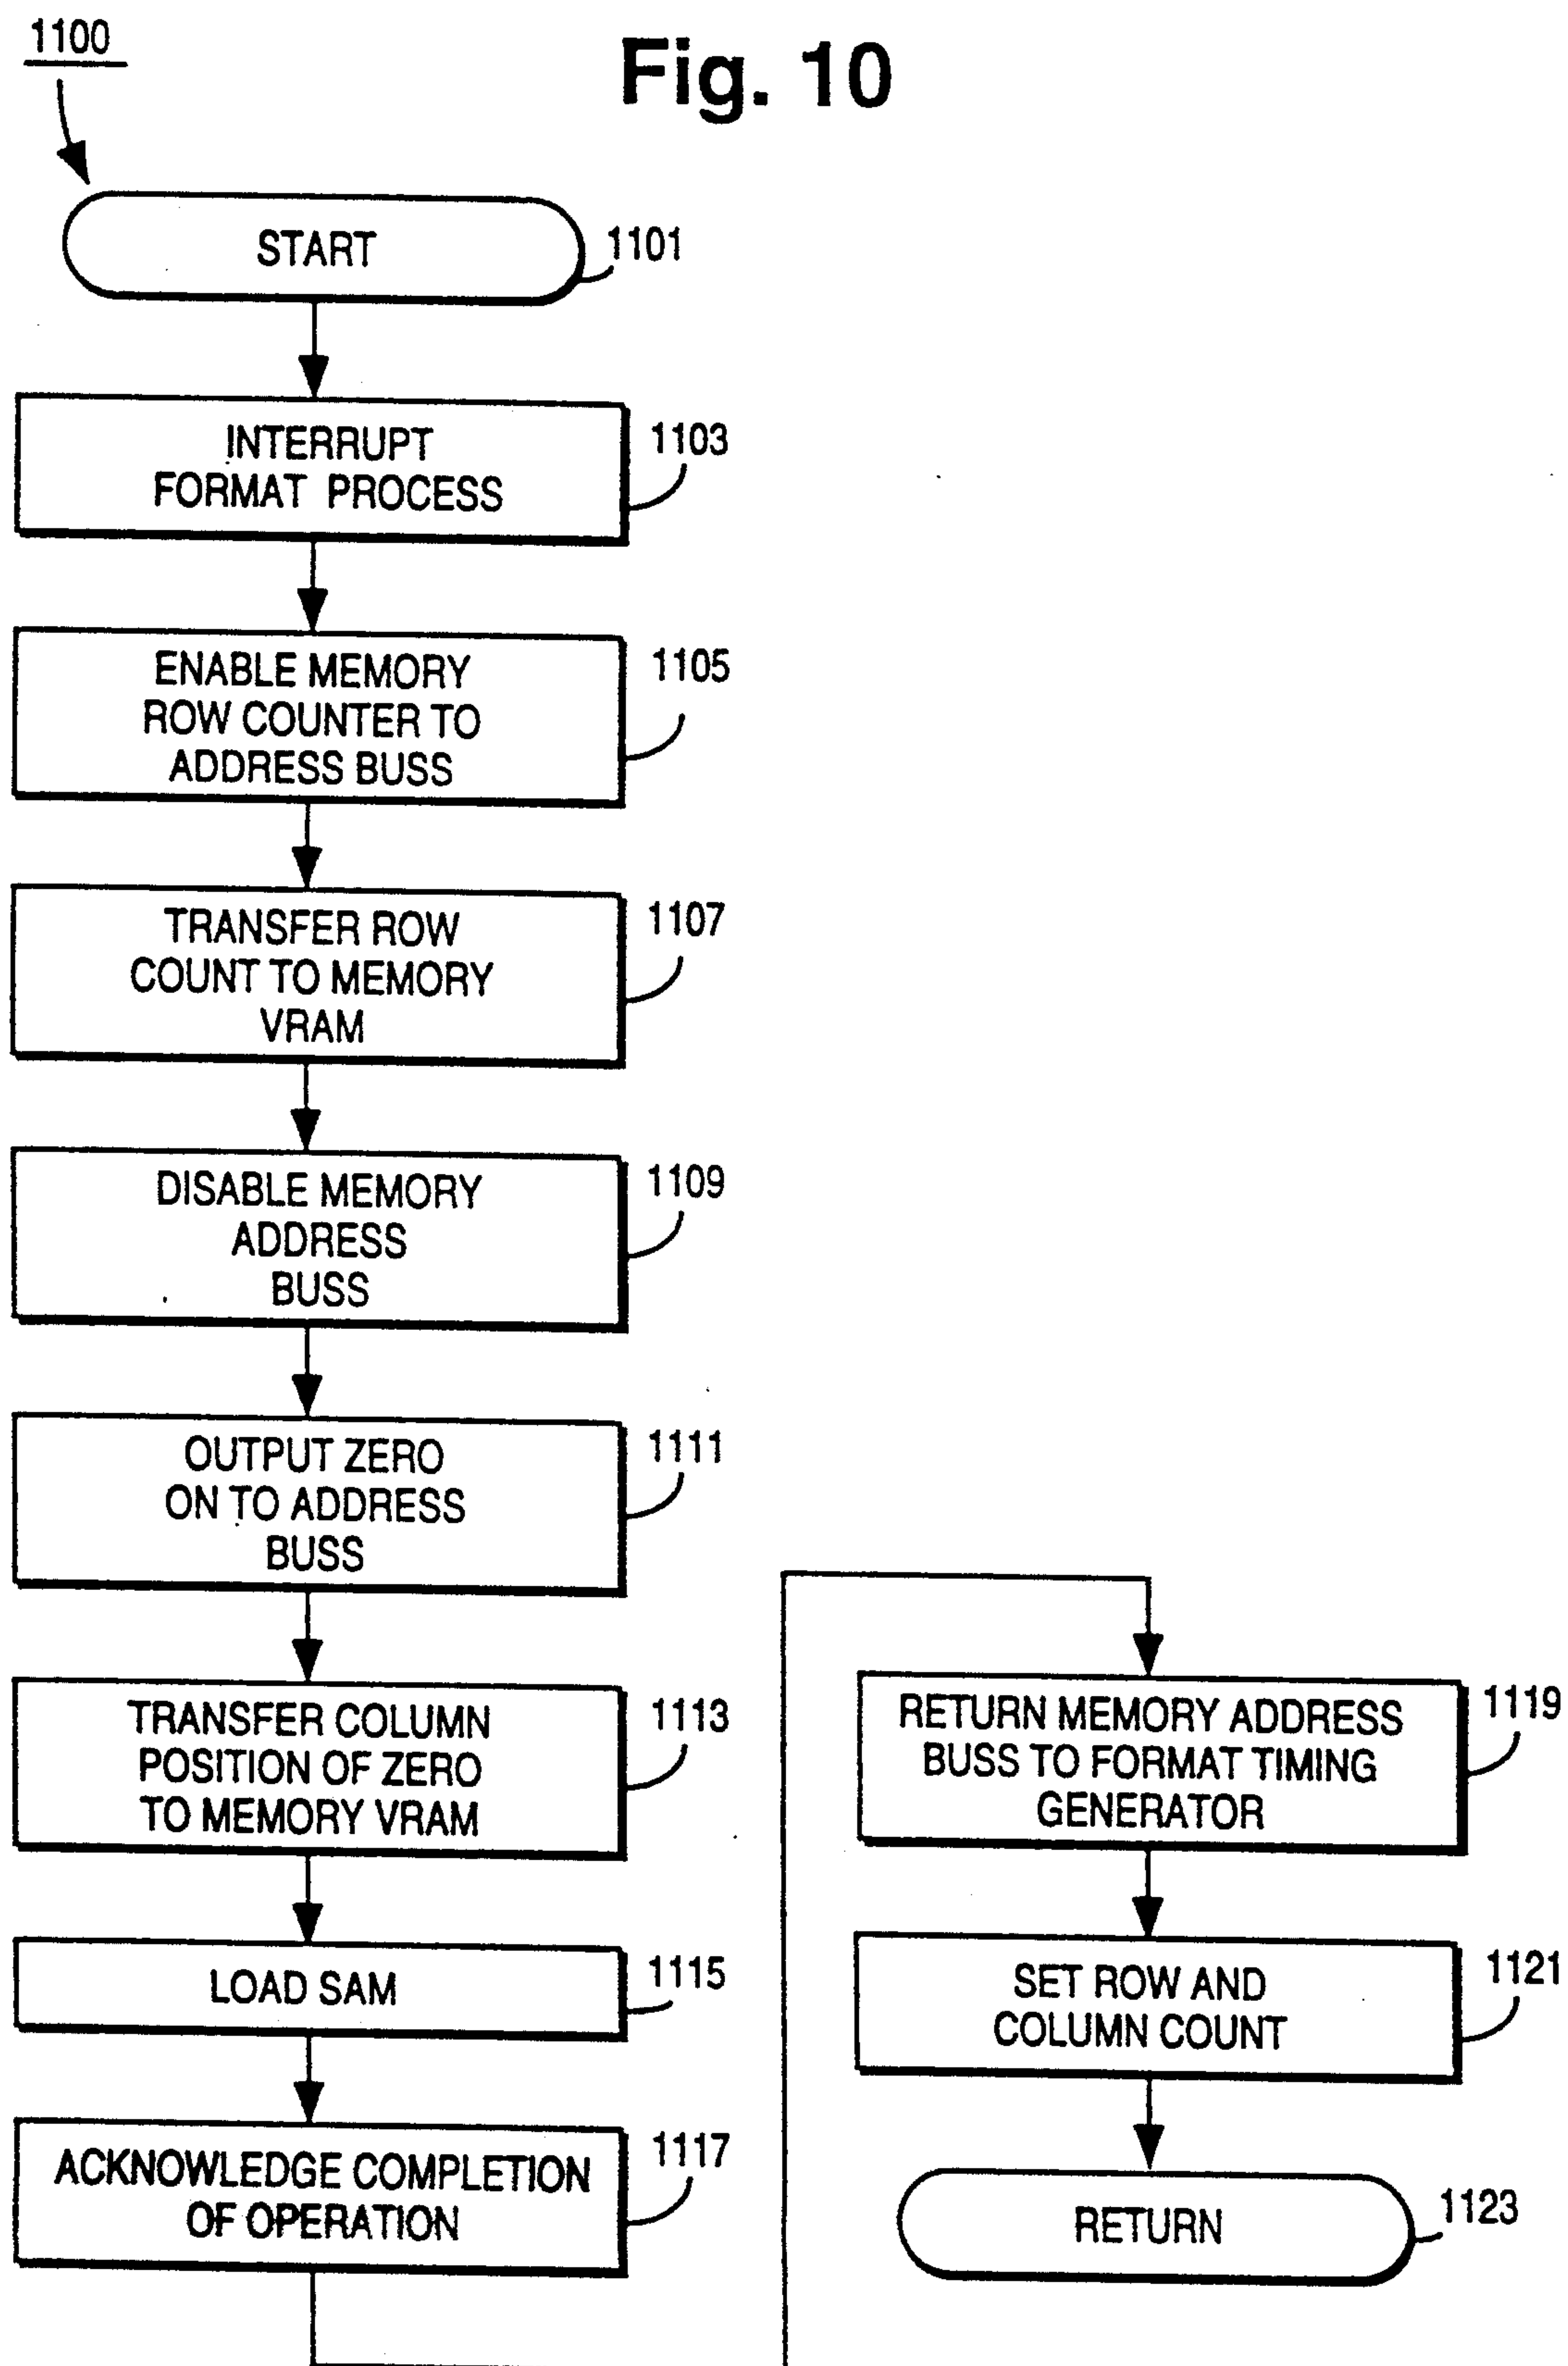 1100
Fig. 10
START
1101
INTERRUPT
FORMAT PROCESS
1103
ENABLE MEMORY
ROW COUNTER TO
ADDRESS BUSS
1105
TRANSFER ROW
COUNT TO MEMORY
VRAM
1107
DISABLE MEMORY
ADDRESS
BUSS
1109
OUTPUT ZERO
ON TO ADDRESS
BUSS
1111
TRANSFER COLUMN
POSITION OF ZERO
TO MEMORY VRAM
1113
LOAD SAM
1115
ACKNOWLEDGE COMPLETION
OF OPERATION
1117
RETURN MEMORY ADDRESS
BUSS TO FORMAT TIMING
GENERATOR
1119
SET ROW AND
COLUMN COUNT
1121
RETURN
1123